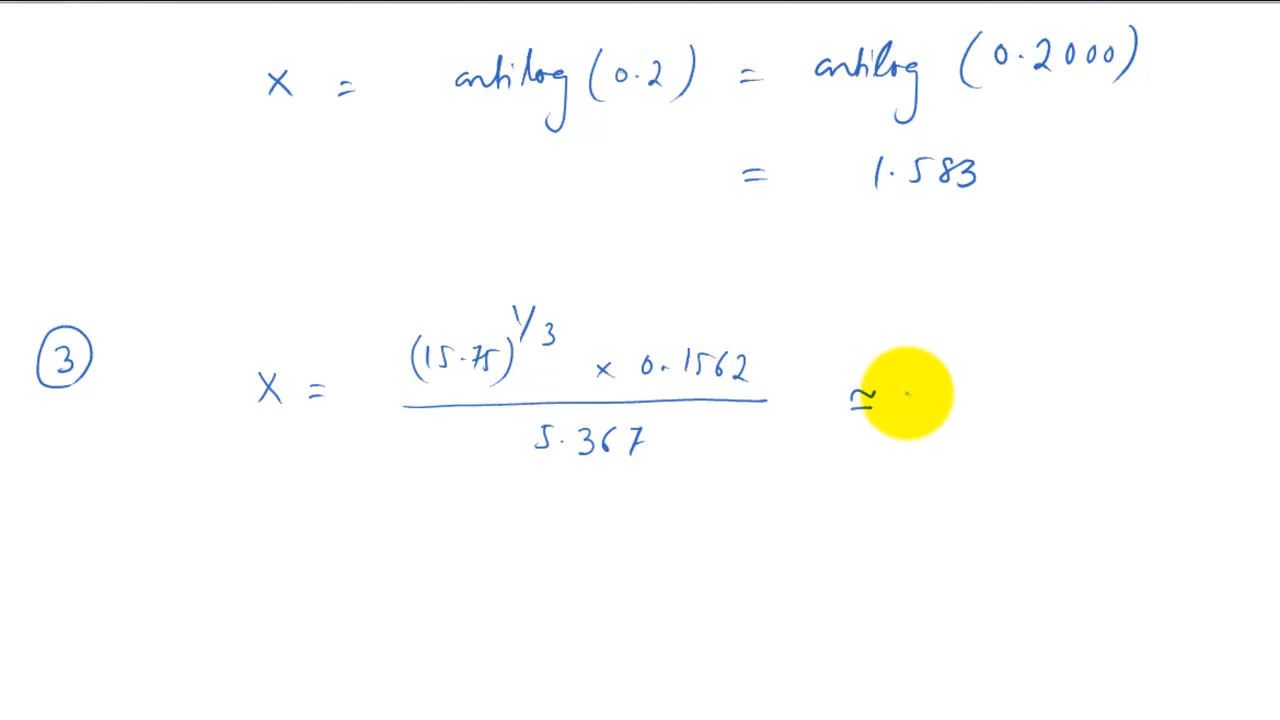 x = antilog (0.2) = antilog (0.2000)
= 1.583
3
x = (15.75)^1/3 × 0.1562 ≃
5.367